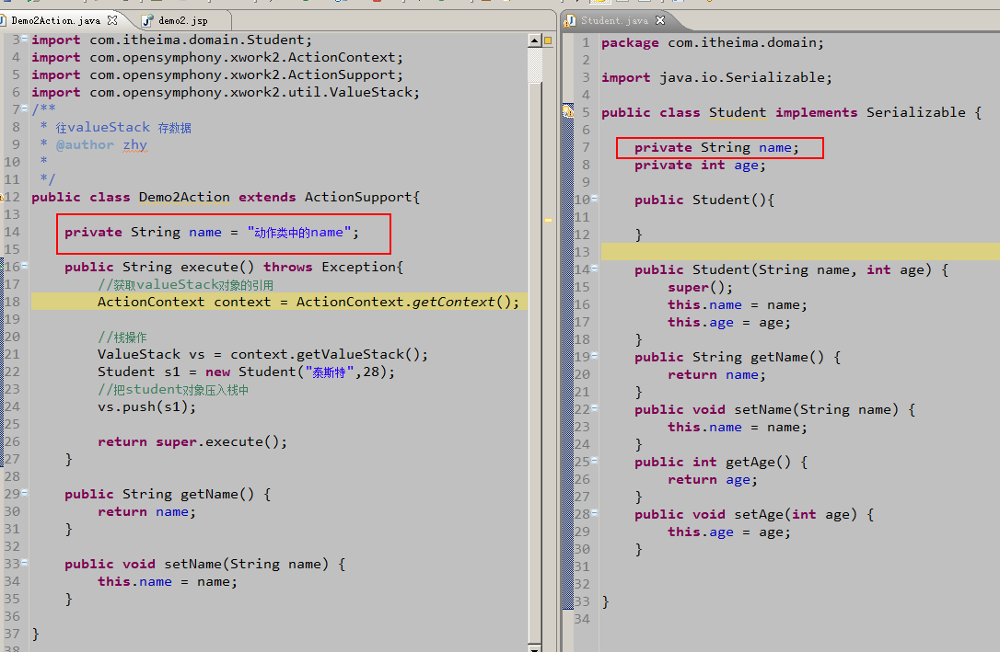 Demo2Action.java
demo2.jsp
3 import com.itheima.domain.Student;
4 import com.opensymphony.xwork2.ActionContext;
5 import com.opensymphony.xwork2.ActionSupport;
6 import com.opensymphony.xwork2.util.ValueStack;
7 /**
8 * 往valueStack 存数据
9 * @author zhy
10 *
11 */
12 public class Demo2Action extends ActionSupport{
13
14 private String name = "动作类中的name";
15
16 public String execute() throws Exception{
17 //获取valueStack对象的引用
18 ActionContext context = ActionContext.getContext();
19
20 //栈操作
21 ValueStack vs = context.getValueStack();
22 Student s1 = new Student("泰斯特",28);
23 //把student对象压入栈中
24 vs.push(s1);
25
26 return super.execute();
27 }
28
29 public String getName() {
30 return name;
31 }
32
33 public void setName(String name) {
34 this.name = name;
35 }
36
37 }
38
Student.java
1 package com.itheima.domain;
2
3 import java.io.Serializable;
4
5 public class Student implements Serializable {
6
7 private String name;
8 private int age;
9
10 public Student(){
11
12 }
13
14 public Student(String name, int age) {
15 super();
16 this.name = name;
17 this.age = age;
18 }
19 public String getName() {
20 return name;
21 }
22 public void setName(String name) {
23 this.name = name;
24 }
25 public int getAge() {
26 return age;
27 }
28 public void setAge(int age) {
29 this.age = age;
30 }
31
32
33 }
34